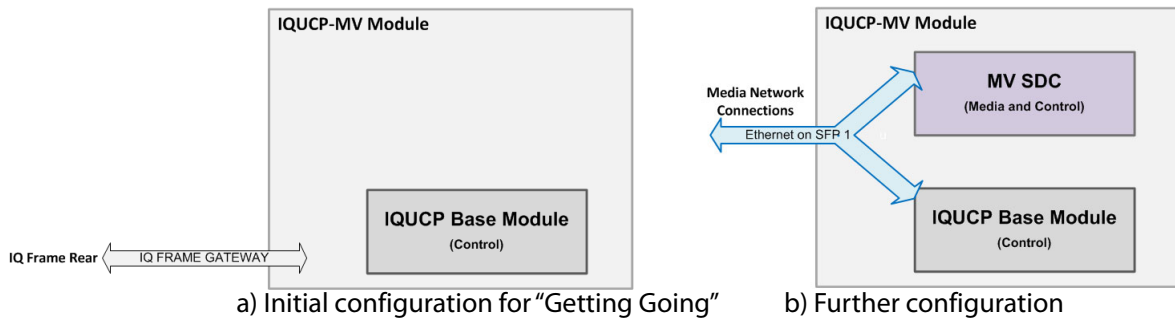 IQUCP-MV Module
IQUCP Base Module
(Control)
IQ Frame Rear
IQ FRAME GATEWAY
a) Initial configuration for “Getting Going”
IQUCP-MV Module
MV SDC
(Media and Control)
Media Network
Connections
Ethernet on SFP 1
IQUCP Base Module
(Control)
b) Further configuration